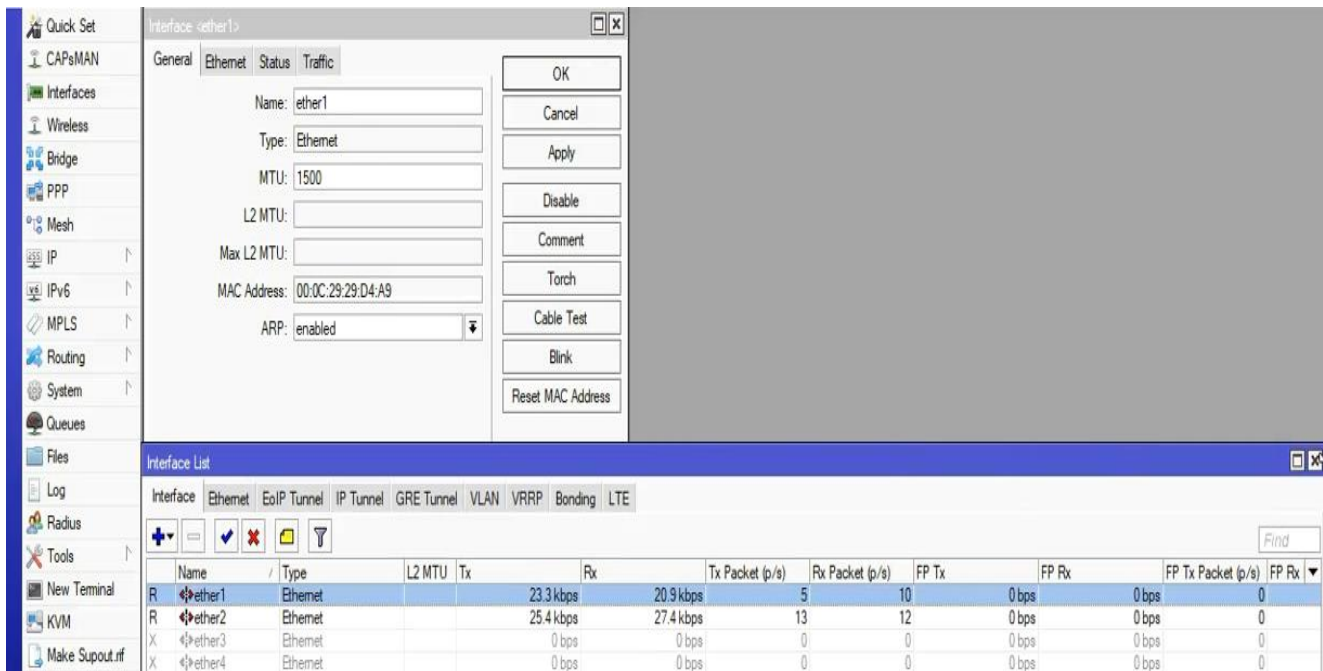 Quick Set
CAPsMAN
Interfaces
Wireless
Bridge
PPP
Mesh
IP
IPv6
MPLS
Routing
System
Queues
Files
Log
Radius
Tools
New Terminal
KVM
Make Supout.rif
Interface <ether1>
General Ethernet Status Traffic
Name: ether1
Type: Ethernet
MTU: 1500
L2 MTU:
Max L2 MTU:
MAC Address: 00:0C:29:29:D4:A9
ARP: enabled
OK
Cancel
Apply
Disable
Comment
Torch
Cable Test
Blink
Reset MAC Address
Interface List
Interface Ethernet EoIP Tunnel IP Tunnel GRE Tunnel VLAN VRRP Bonding LTE
Find
Name Type L2 MTU Tx Rx Tx Packet (p/s) Rx Packet (p/s) FP Tx FP Rx FP Tx Packet (p/s) FP Rx
R ether1 Ethernet 23.3 kbps 20.9 kbps 5 10 0 bps 0 bps 0
R ether2 Ethernet 25.4 kbps 27.4 kbps 13 12 0 bps 0 bps 0
X ether3 Ethernet 0 bps 0 bps 0 0 0 bps 0 bps 0
X ether4 Ethernet 0 bps 0 bps 0 0 0 bps 0 bps 0